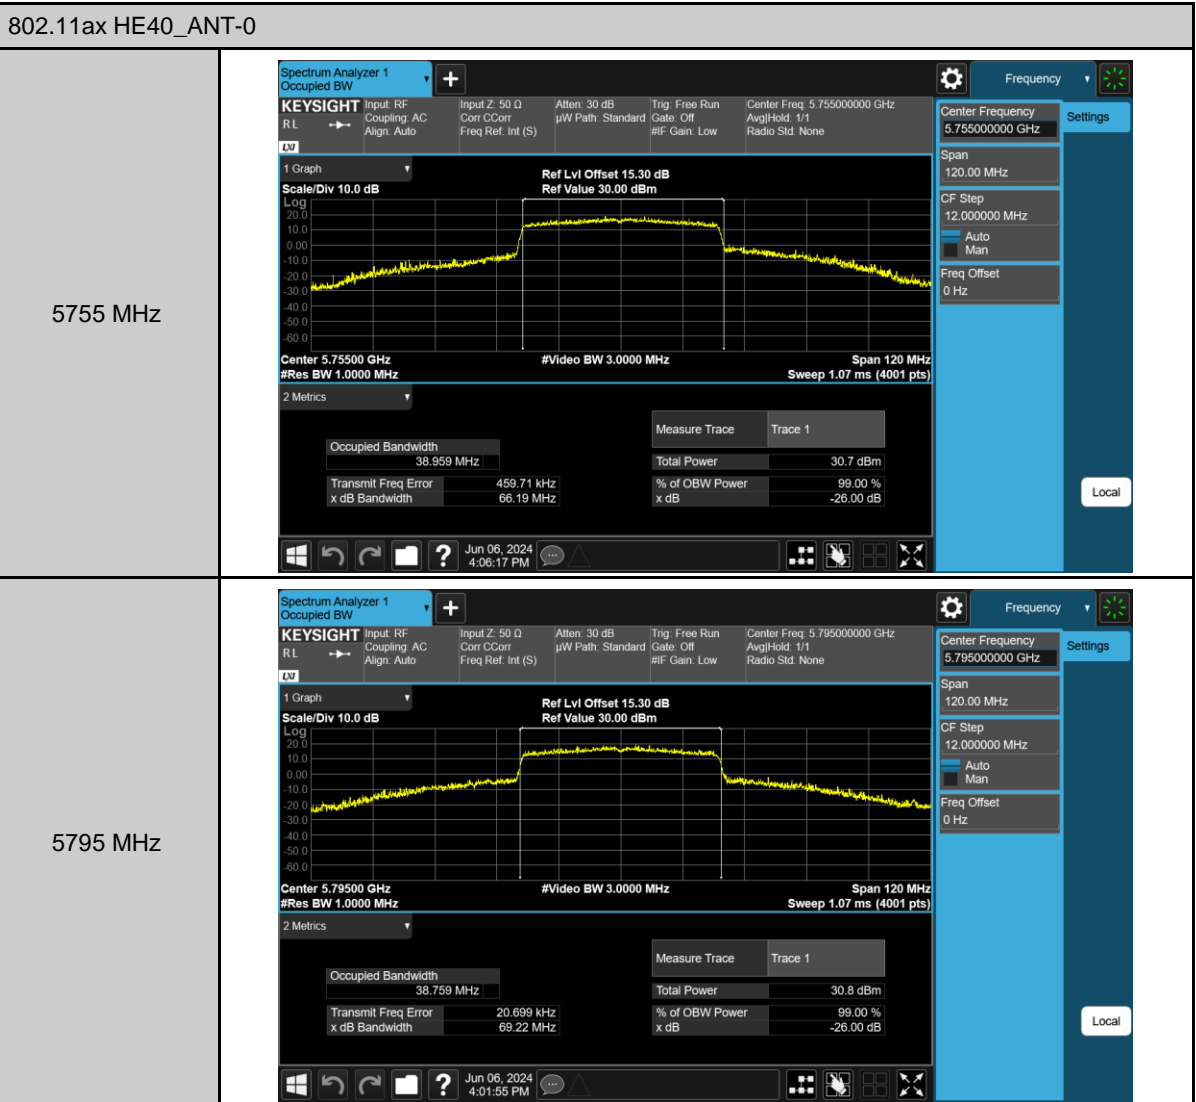 802.11ax HE40_ANT-0
5755 MHz
Spectrum Analyzer 1
Occupied BW
Frequency
KEYSIGHT
RL
LXI
Input: RF
Coupling: AC
Align: Auto
Input Z: 50 Ω
Corr CCorr
Freq Ref: Int (S)
Atten: 30 dB
µW Path: Standard
Trig: Free Run
Gate: Off
#IF Gain: Low
Center Freq: 5.755000000 GHz
Avg|Hold: 1/1
Radio Std: None
Center Frequency
5.755000000 GHz
Settings
Span
120.00 MHz
CF Step
12.000000 MHz
Auto
Man
Freq Offset
0 Hz
1 Graph
Scale/Div 10.0 dB
Ref Lvl Offset 15.30 dB
Ref Value 30.00 dBm
Log
20.0
10.0
0.00
-10.0
-20.0
-30.0
-40.0
-50.0
-60.0
Center 5.75500 GHz
#Video BW 3.0000 MHz
Span 120 MHz
#Res BW 1.0000 MHz
Sweep 1.07 ms (4001 pts)
2 Metrics
Measure Trace Trace 1
Occupied Bandwidth
38.959 MHz
Total Power 30.7 dBm
Transmit Freq Error 459.71 kHz
% of OBW Power 99.00 %
x dB Bandwidth 66.19 MHz
x dB -26.00 dB
Local
?
Jun 06, 2024
4:06:17 PM
5795 MHz
Spectrum Analyzer 1
Occupied BW
Frequency
KEYSIGHT
RL
LXI
Input: RF
Coupling: AC
Align: Auto
Input Z: 50 Ω
Corr CCorr
Freq Ref: Int (S)
Atten: 30 dB
µW Path: Standard
Trig: Free Run
Gate: Off
#IF Gain: Low
Center Freq: 5.795000000 GHz
Avg|Hold: 1/1
Radio Std: None
Center Frequency
5.795000000 GHz
Settings
Span
120.00 MHz
CF Step
12.000000 MHz
Auto
Man
Freq Offset
0 Hz
1 Graph
Scale/Div 10.0 dB
Ref Lvl Offset 15.30 dB
Ref Value 30.00 dBm
Log
20.0
10.0
0.00
-10.0
-20.0
-30.0
-40.0
-50.0
-60.0
Center 5.79500 GHz
#Video BW 3.0000 MHz
Span 120 MHz
#Res BW 1.0000 MHz
Sweep 1.07 ms (4001 pts)
2 Metrics
Measure Trace Trace 1
Occupied Bandwidth
38.759 MHz
Total Power 30.8 dBm
Transmit Freq Error 20.699 kHz
% of OBW Power 99.00 %
x dB Bandwidth 69.22 MHz
x dB -26.00 dB
Local
?
Jun 06, 2024
4:01:55 PM